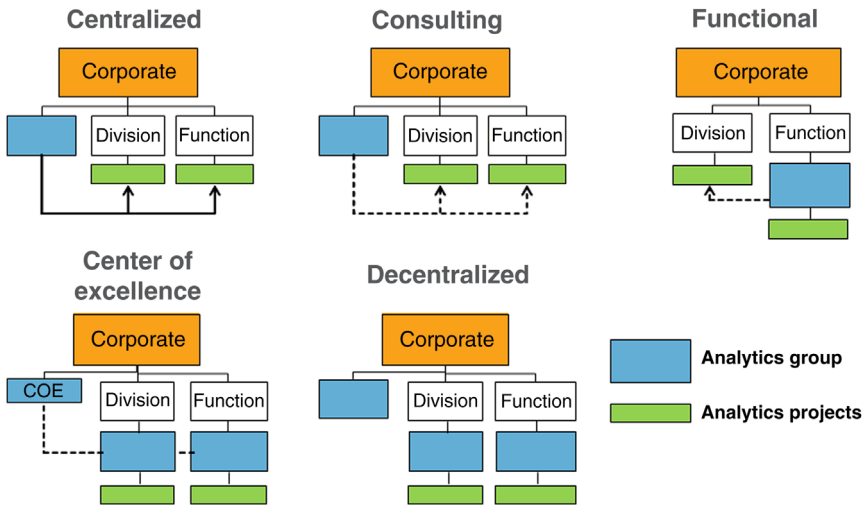 Centralized
Corporate
Division
Function
Consulting
Corporate
Division
Function
Functional
Corporate
Division
Function
Center of
excellence
Corporate
COE
Division
Function
Decentralized
Corporate
Division
Function
Analytics group
Analytics projects